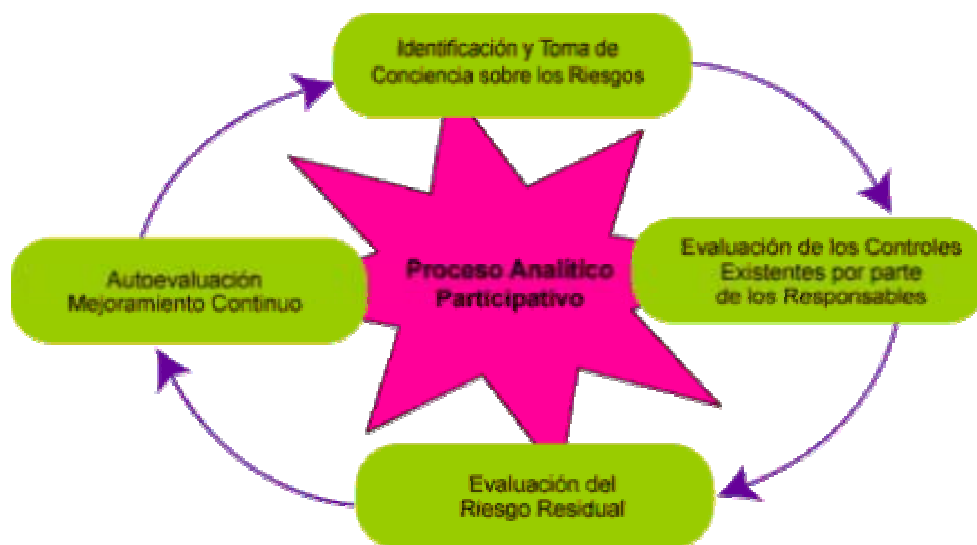 Identificación y Toma de
Conciencia sobre los Riesgos
Proceso Analítico
Participativo
Evaluación de los Controles
Existentes por parte
de los Responsables
Autoevaluación
Mejoramiento Continuo
Evaluación del
Riesgo Residual